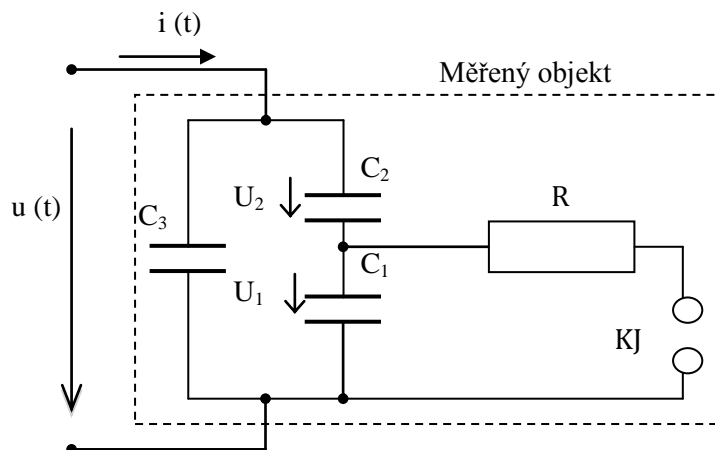 i (t)
Měřený objekt
C₂
U₂
R
u (t)
C₃
C₁
U₁
KJ